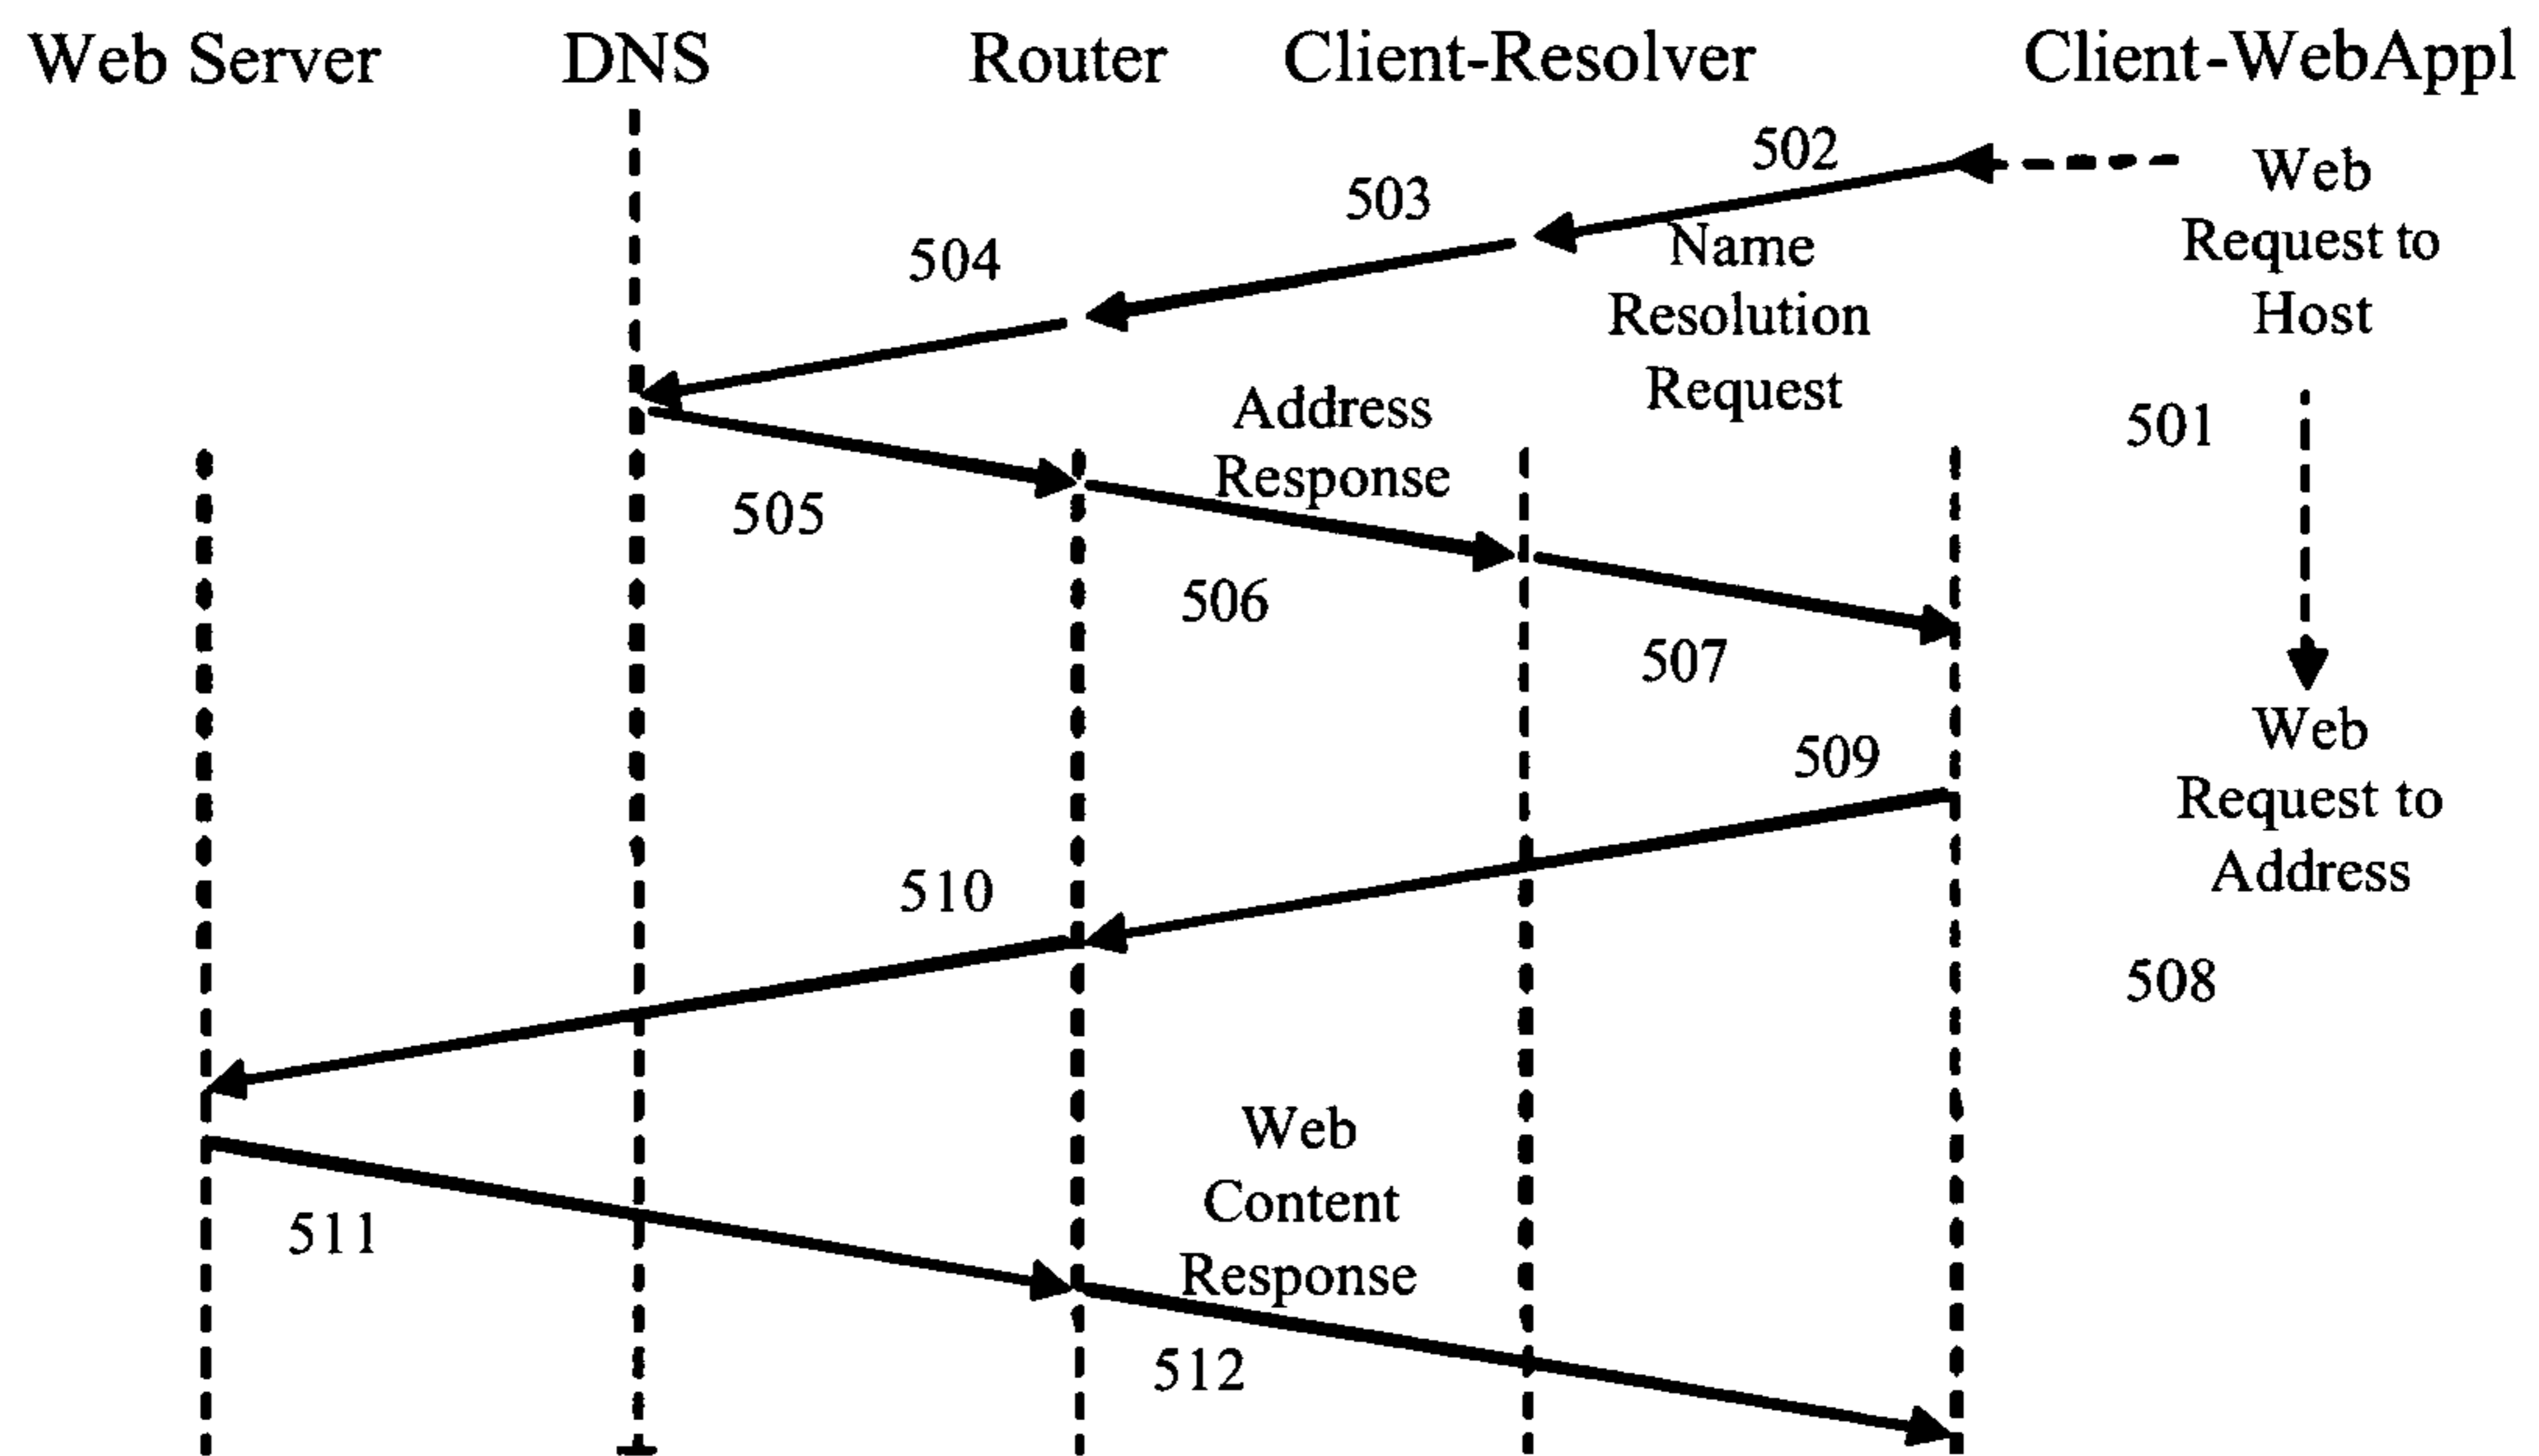 Web Server DNS Router Client-Resolver Client-WebAppl
502
503
504
Web
Request to
Host
Name
Resolution
Request
501
Address
Response
505
506
507
Web
Request to
Address
509
510
508
Web
Content
Response
511
512